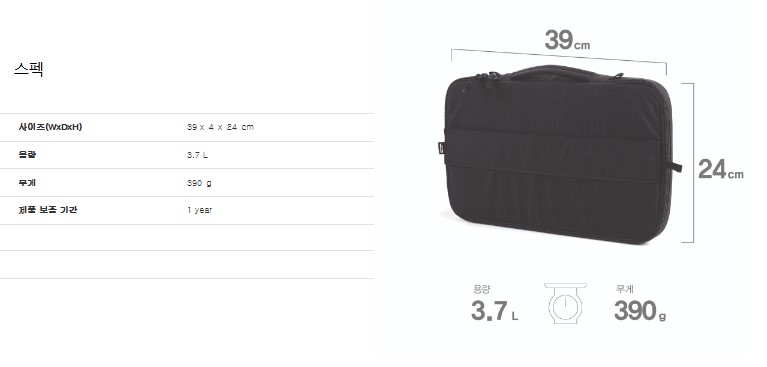 스펙
사이즈(WxDxH) 39 x 4 x 24 cm
용량 3.7 L
무게 390 g
제품 보증 기간 1 year
39cm
24cm
용량
3.7 L
무게
390 g